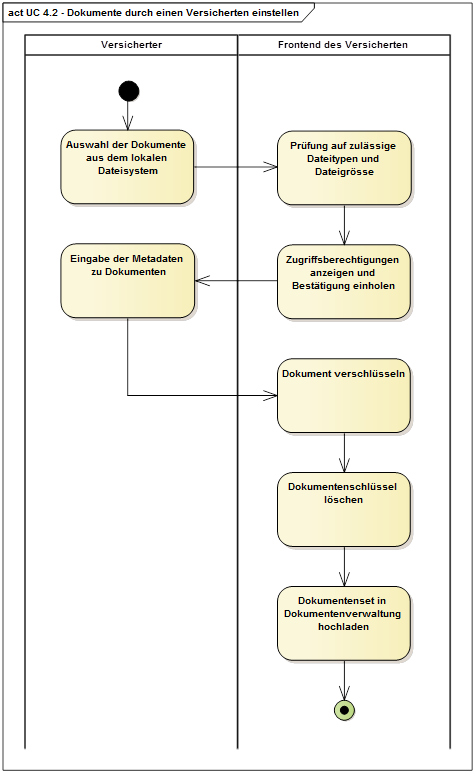 act UC 4.2 - Dokumente durch einen Versicherten einstellen
Versicherter
Frontend des Versicherten
Auswahl der Dokumente
aus dem lokalen
Dateisystem
Prüfung auf zulässige
Dateitypen und
Dateigrösse
Zugriffsberechtigungen
anzeigen und
Bestätigung einholen
Eingabe der Metadaten
zu Dokumenten
Dokument verschlüsseln
Dokumentenschlüssel
löschen
Dokumentenset in
Dokumentenverwaltung
hochladen